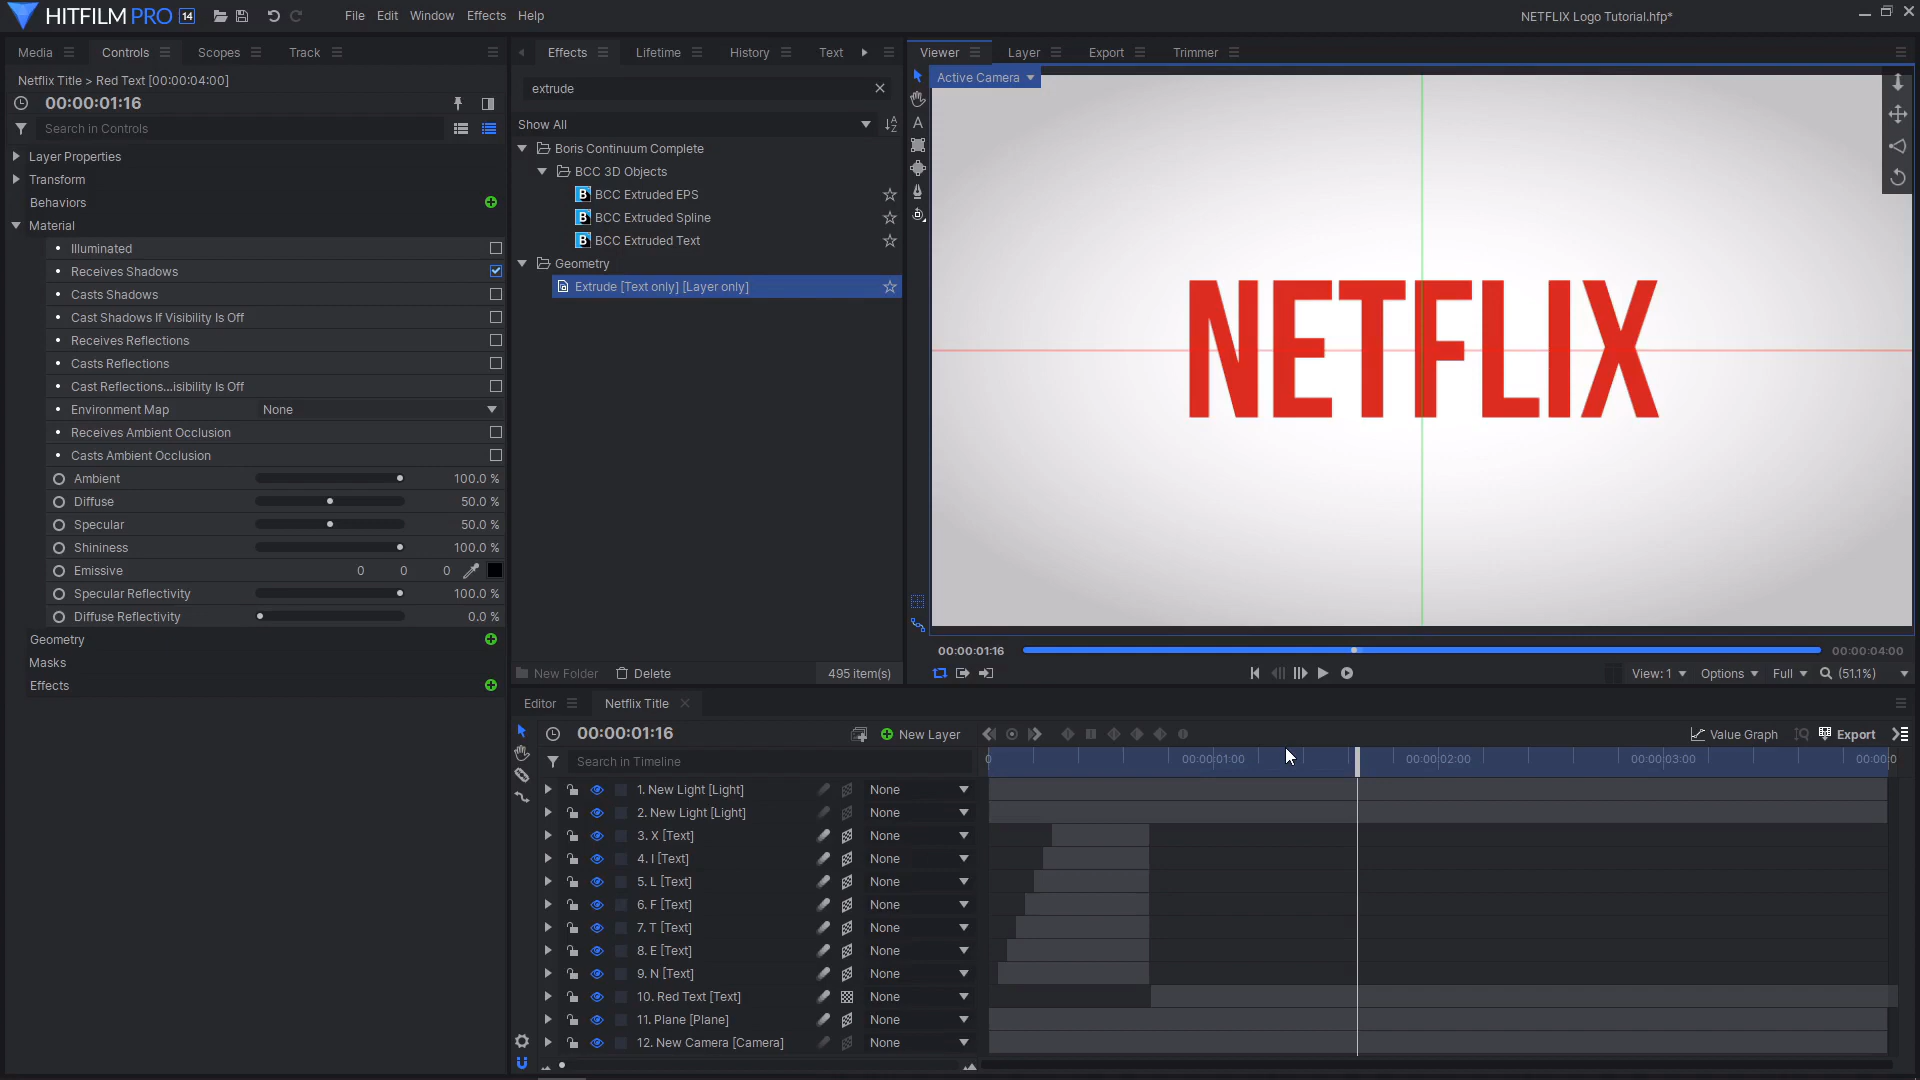 HITFILM PRO 14
File Edit Window Effects Help
NETFLIX Logo Tutorial.hfp*
Media Controls Scopes Track
Netflix Title > Red Text [00:00:04:00]
00:00:01:16
Search in Controls
Layer Properties
Transform
Behaviors
Material
Illuminated
Receives Shadows
Casts Shadows
Cast Shadows If Visibility Is Off
Receives Reflections
Casts Reflections
Cast Reflections...isibility Is Off
Environment Map None
Receives Ambient Occlusion
Casts Ambient Occlusion
Ambient 100.0 %
Diffuse 50.0 %
Specular 50.0 %
Shininess 100.0 %
Emissive 0 0 0
Specular Reflectivity 100.0 %
Diffuse Reflectivity 0.0 %
Geometry
Masks
Effects
Effects Lifetime History Text
extrude
Show All
Boris Continuum Complete
BCC 3D Objects
BCC Extruded EPS
BCC Extruded Spline
BCC Extruded Text
Geometry
Extrude [Text only] [Layer only]
New Folder Delete 495 item(s)
Viewer Layer Export Trimmer
Active Camera
NETFLIX
00:00:01:16 00:00:04:00
View: 1 Options Full (51.1%)
Editor Netflix Title
00:00:01:16 New Layer Value Graph Export
Search in Timeline
0 00:00:01:00 00:00:02:00 00:00:03:00 00:00:0
1. New Light [Light] None
2. New Light [Light] None
3. X [Text] None
4. I [Text] None
5. L [Text] None
6. F [Text] None
7. T [Text] None
8. E [Text] None
9. N [Text] None
10. Red Text [Text] None
11. Plane [Plane] None
12. New Camera [Camera] None